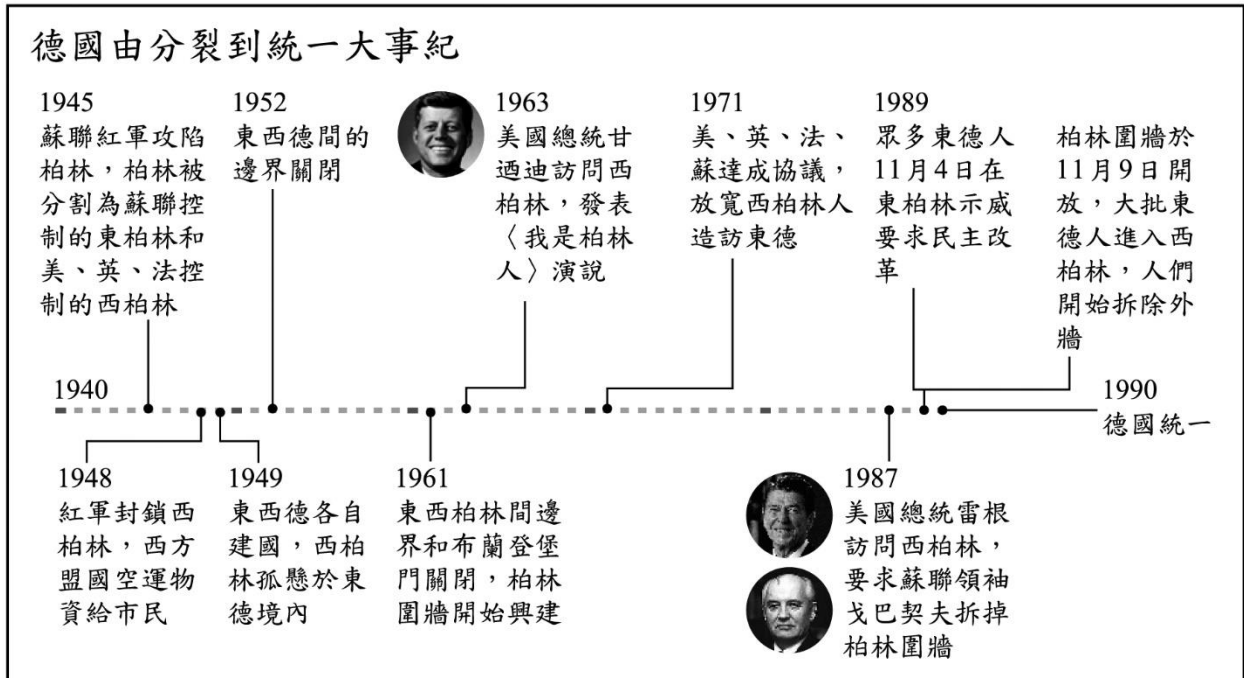 德國由分裂到統一大事紀
1945
蘇聯紅軍攻陷
柏林，柏林被
分割為蘇聯控
制的東柏林和
美、英、法控
制的西柏林
1952
東西德間的
邊界關閉
1963
美國總統甘
迺迪訪問西
柏林，發表
〈我是柏林
人〉演說
1971
美、英、法、
蘇達成協議，
放寬西柏林人
造訪東德
1989
眾多東德人
11月4日在
東柏林示威
要求民主改
革
柏林圍牆於
11月9日開
放，大批東
德人進入西
柏林，人們
開始拆除外
牆
1940
1990
德國統一
1948
紅軍封鎖西
柏林，西方
盟國空運物
資給市民
1949
東西德各自
建國，西柏
林孤懸於東
德境內
1961
東西柏林間邊
界和布蘭登堡
門關閉，柏林
圍牆開始興建
1987
美國總統雷根
訪問西柏林，
要求蘇聯領袖
戈巴契夫拆掉
柏林圍牆